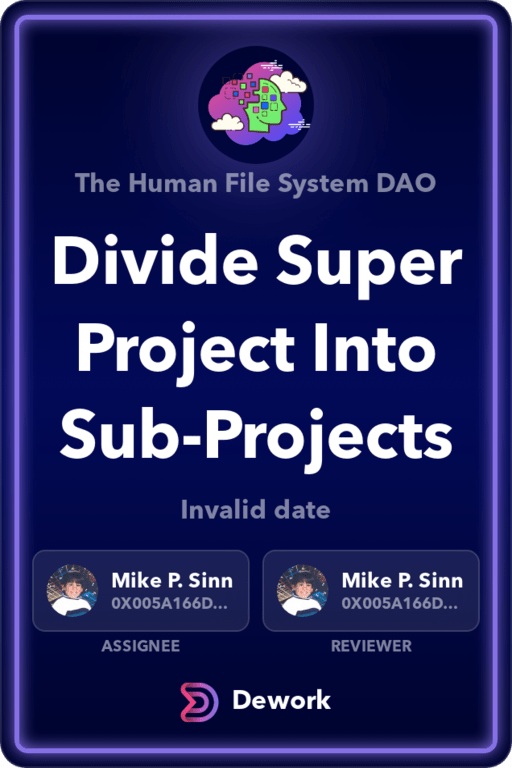 The Human File System DAO
Divide Super
Project Into
Sub-Projects
Invalid date
Mike P. Sinn
0X005A166D...
ASSIGNEE
Mike P. Sinn
0X005A166D...
REVIEWER
Dework